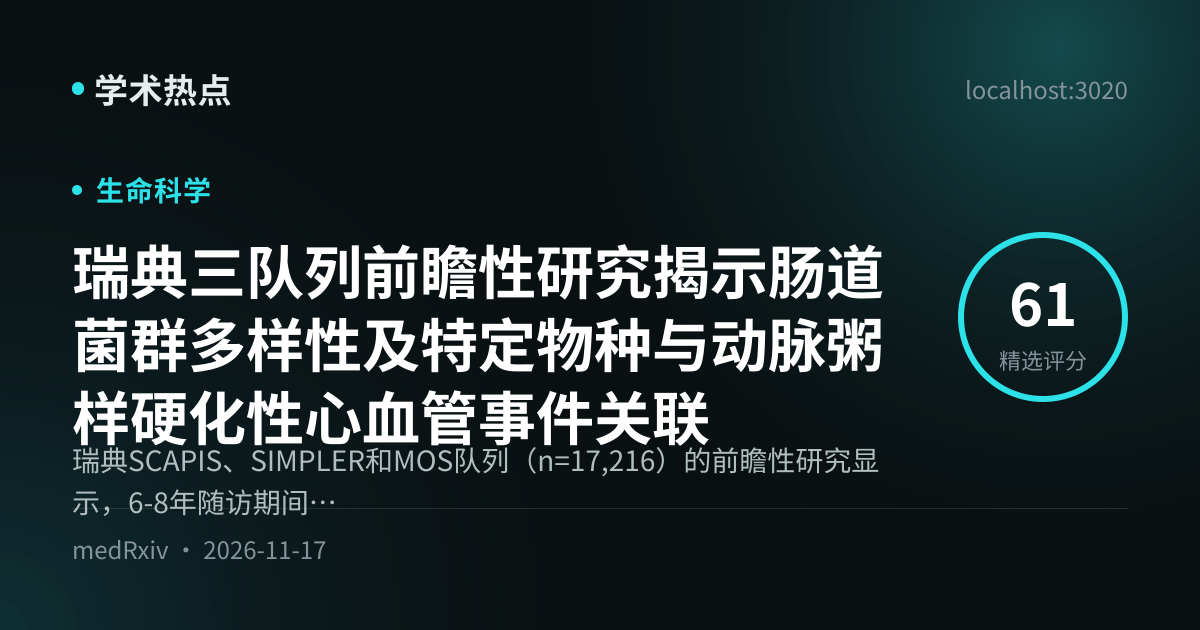 学术热点
localhost:3020
生命科学
瑞典三队列前瞻性研究揭示肠道
菌群多样性及特定物种与动脉粥
样硬化性心血管事件关联
61
精选评分
瑞典SCAPIS、SIMPLER和MOS队列（n=17,216）的前瞻性研究显
示，6-8年随访期间…
medRxiv · 2026-11-17